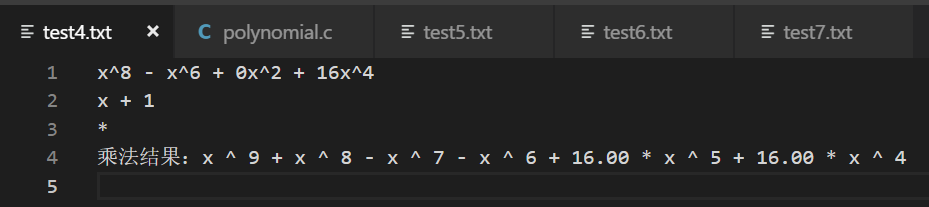 test4.txt × C polynomial.c test5.txt test6.txt test7.txt
1 x^8 - x^6 + 0x^2 + 16x^4
2 x + 1
3 *
4 乘法结果：x ^ 9 + x ^ 8 - x ^ 7 - x ^ 6 + 16.00 * x ^ 5 + 16.00 * x ^ 4
5